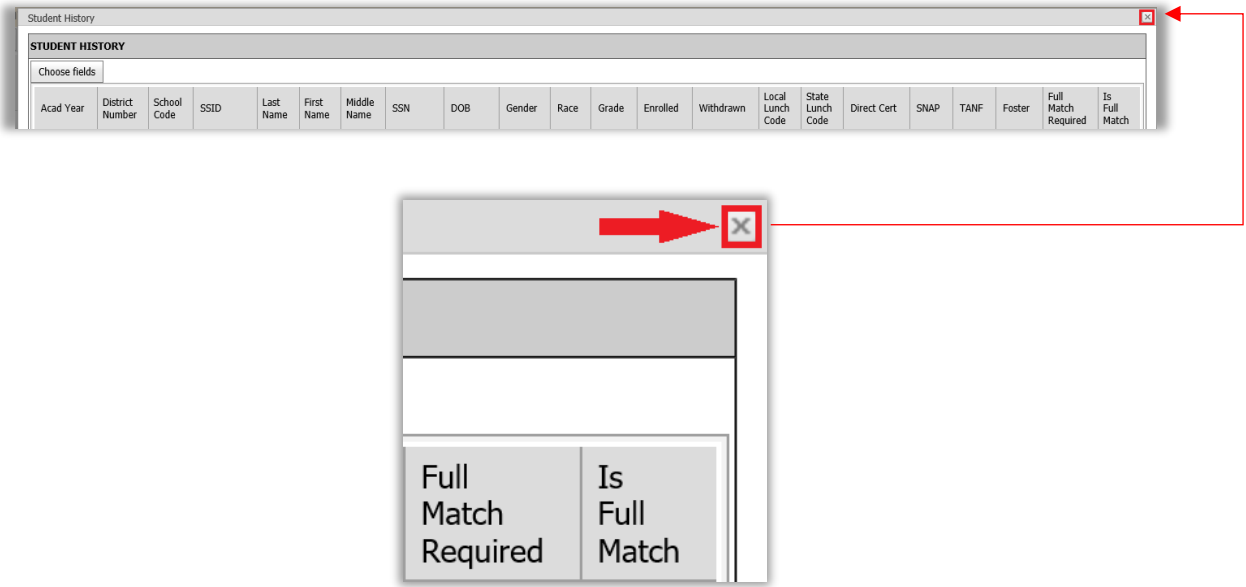 Student History
STUDENT HISTORY
Choose fields
Acad Year District Number School Code SSID Last Name First Name Middle Name SSN DOB Gender Race Grade Enrolled Withdrawn Local Lunch Code State Lunch Code Direct Cert SNAP TANF Foster Full Match Required Is Full Match
Full Is
Match Full
Required Match